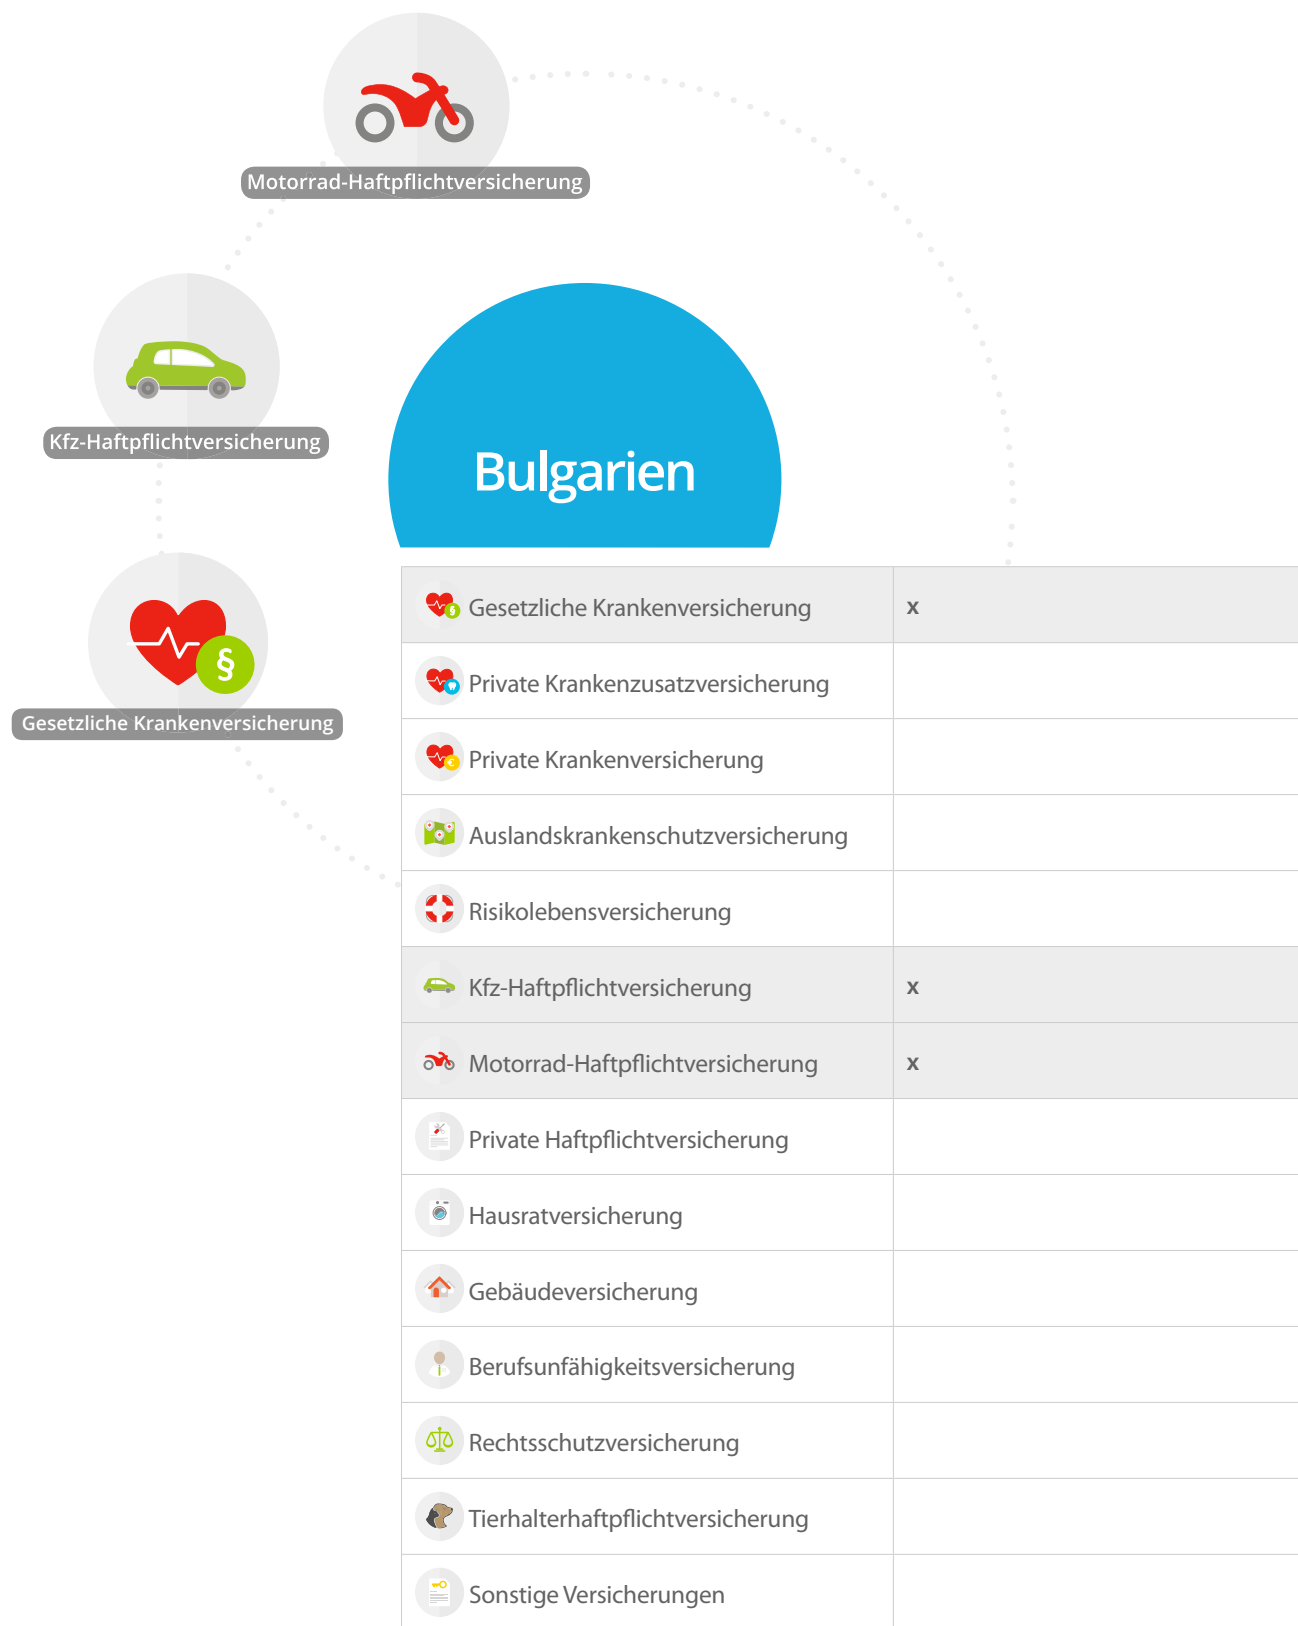 Motorrad-Haftpflichtversicherung
Kfz-Haftpflichtversicherung
Bulgarien
§
Gesetzliche Krankenversicherung
§ Gesetzliche Krankenversicherung x
Private Krankenzusatzversicherung
€ Private Krankenversicherung
Auslandskrankenschutzversicherung
Risikolebensversicherung
Kfz-Haftpflichtversicherung x
Motorrad-Haftpflichtversicherung x
Private Haftpflichtversicherung
Hausratversicherung
Gebäudeversicherung
Berufsunfähigkeitsversicherung
Rechtsschutzversicherung
Tierhalterhaftpflichtversicherung
Sonstige Versicherungen